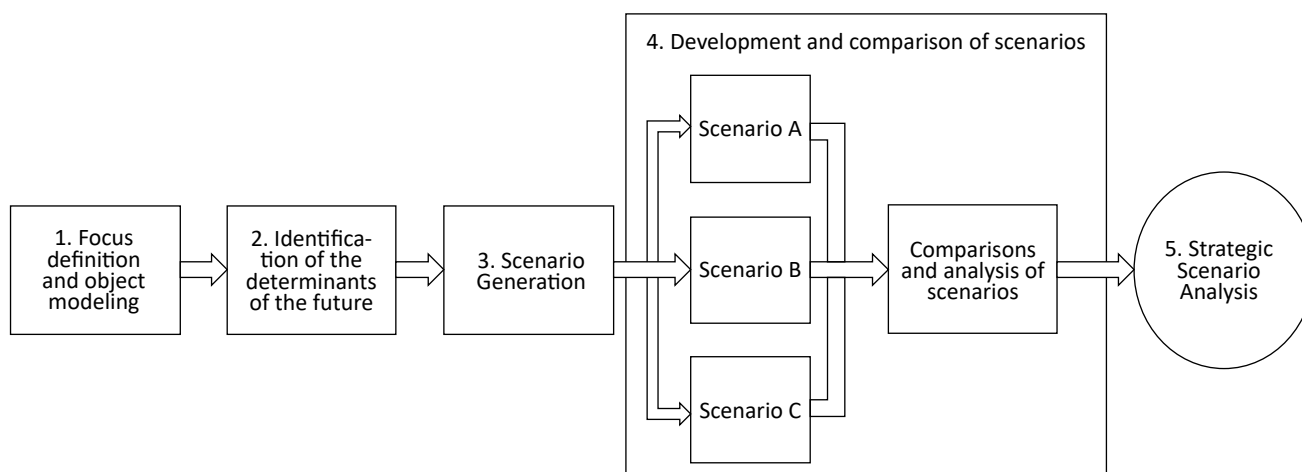 4. Development and comparison of scenarios
Scenario A
1. Focus
definition
and object
modeling
2. Identifica-
tion of the
determinants
of the future
3. Scenario
Generation
Scenario B
Comparisons
and analysis of
scenarios
5. Strategic
Scenario
Analysis
Scenario C